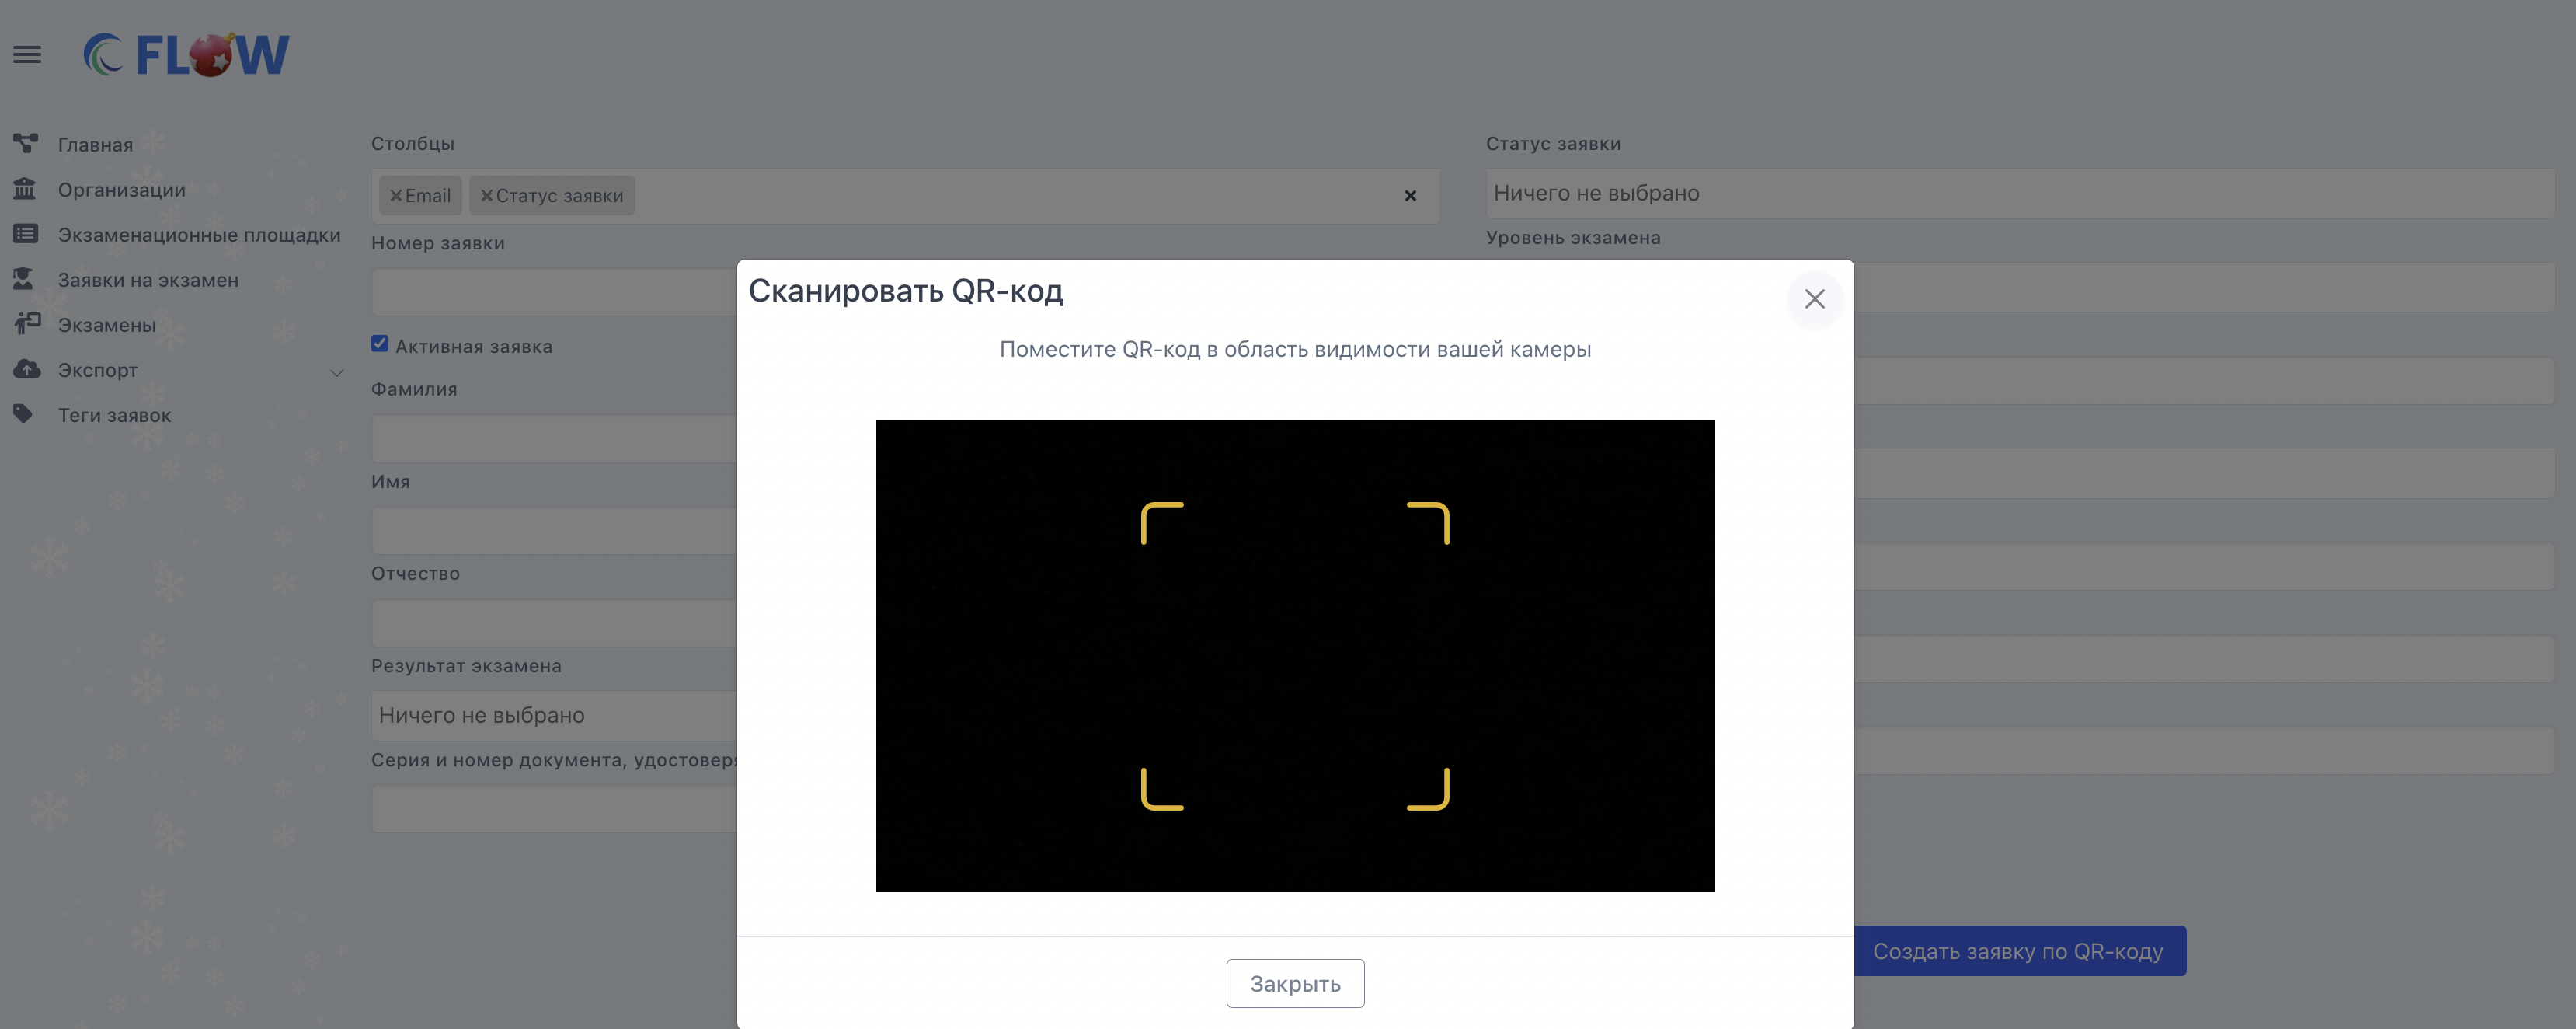 FLOW
Главная
Организации
Экзаменационные площадки
Заявки на экзамен
Экзамены
Экспорт
Теги заявок
Столбцы
Email
Статус заявки
Номер заявки
Активная заявка
Фамилия
Имя
Отчество
Результат экзамена
Ничего не выбрано
Серия и номер документа,
Статус заявки
Ничего не выбрано
Уровень экзамена
Сканировать QR-код
Поместите QR-код в область видимости вашей камеры
Закрыть
Создать заявку по QR-коду